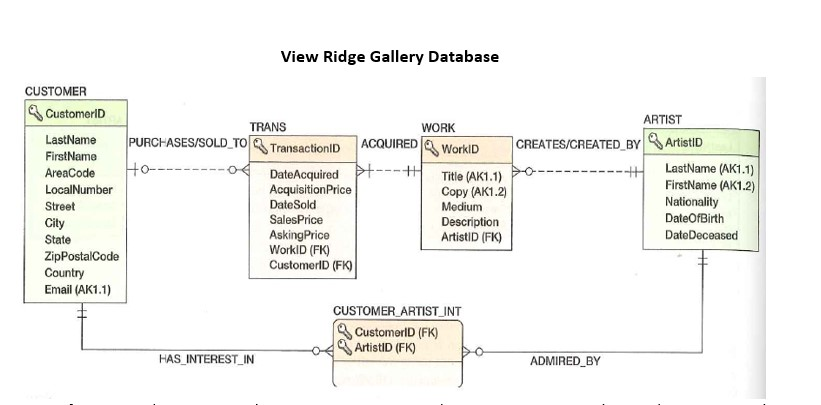 View Ridge Gallery Database
CUSTOMER
CustomerID
LastName
FirstName
AreaCode
LocalNumber
Street
City
State
ZipPostalCode
Country
Email (AK1.1)
PURCHASES/SOLD_TO
TRANS
TransactionID
DateAcquired
AcquisitionPrice
DateSold
SalesPrice
AskingPrice
WorkID (FK)
CustomerID (FK)
ACQUIRED
WORK
WorkID
Title (AK1.1)
Copy (AK1.2)
Medium
Description
ArtistID (FK)
CREATES/CREATED_BY
ARTIST
ArtistID
LastName (AK1.1)
FirstName (AK1.2)
Nationality
DateOfBirth
DateDeceased
CUSTOMER_ARTIST_INT
CustomerID (FK)
ArtistID (FK)
HAS_INTEREST_IN
ADMIRED_BY